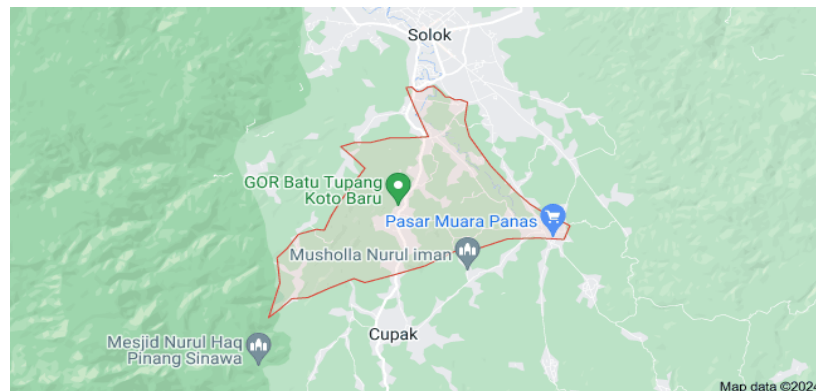 Solok
GOR Batu Tupang
Koto Baru
Pasar Muara Panas
Musholla Nurul iman
Cupak
Mesjid Nurul Haq
Pinang Sinawa
Map data ©2024